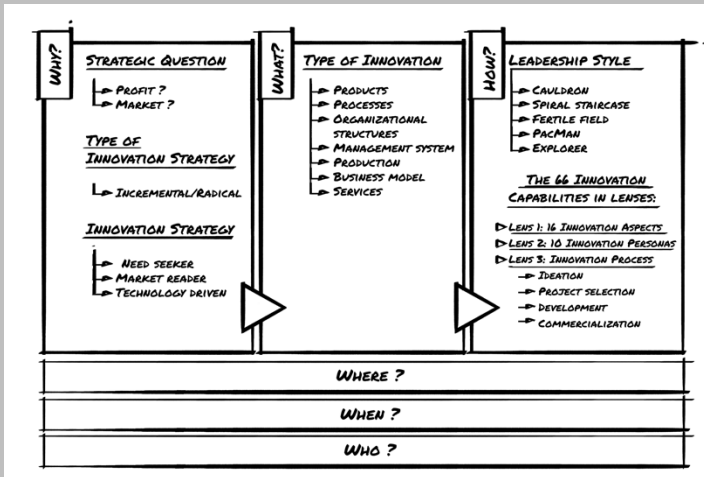 WHY?
STRATEGIC QUESTION
PROFIT ?
MARKET ?
TYPE OF
INNOVATION STRATEGY
INCREMENTAL/RADICAL
INNOVATION STRATEGY
NEED SEEKER
MARKET READER
TECHNOLOGY DRIVEN
WHAT?
TYPE OF INNOVATION
PRODUCTS
PROCESSES
ORGANIZATIONAL
STRUCTURES
MANAGEMENT SYSTEM
PRODUCTION
BUSINESS MODEL
SERVICES
HOW?
LEADERSHIP STYLE
CAULDRON
SPIRAL STAIRCASE
FERTILE FIELD
PACMAN
EXPLORER
THE 66 INNOVATION
CAPABILITIES IN LENSES:
LENS 1: 16 INNOVATION ASPECTS
LENS 2: 10 INNOVATION PERSONAS
LENS 3: INNOVATION PROCESS
IDEATION
PROJECT SELECTION
DEVELOPMENT
COMMERCIALIZATION
WHERE ?
WHEN ?
WHO ?